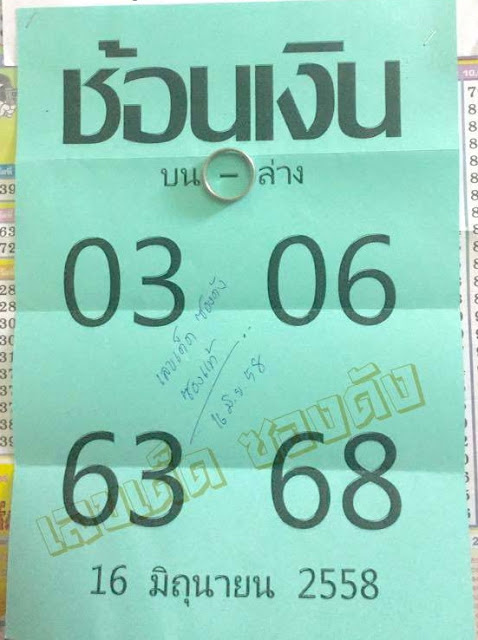 ช้อนเงิน
บน - ล่าง
03 06
เลขเด็ด ซองดัง
ซองแท้
16 มิ.ย 58
เลขเด็ด ซองดัง
63 68
16 มิถุนายน 2558